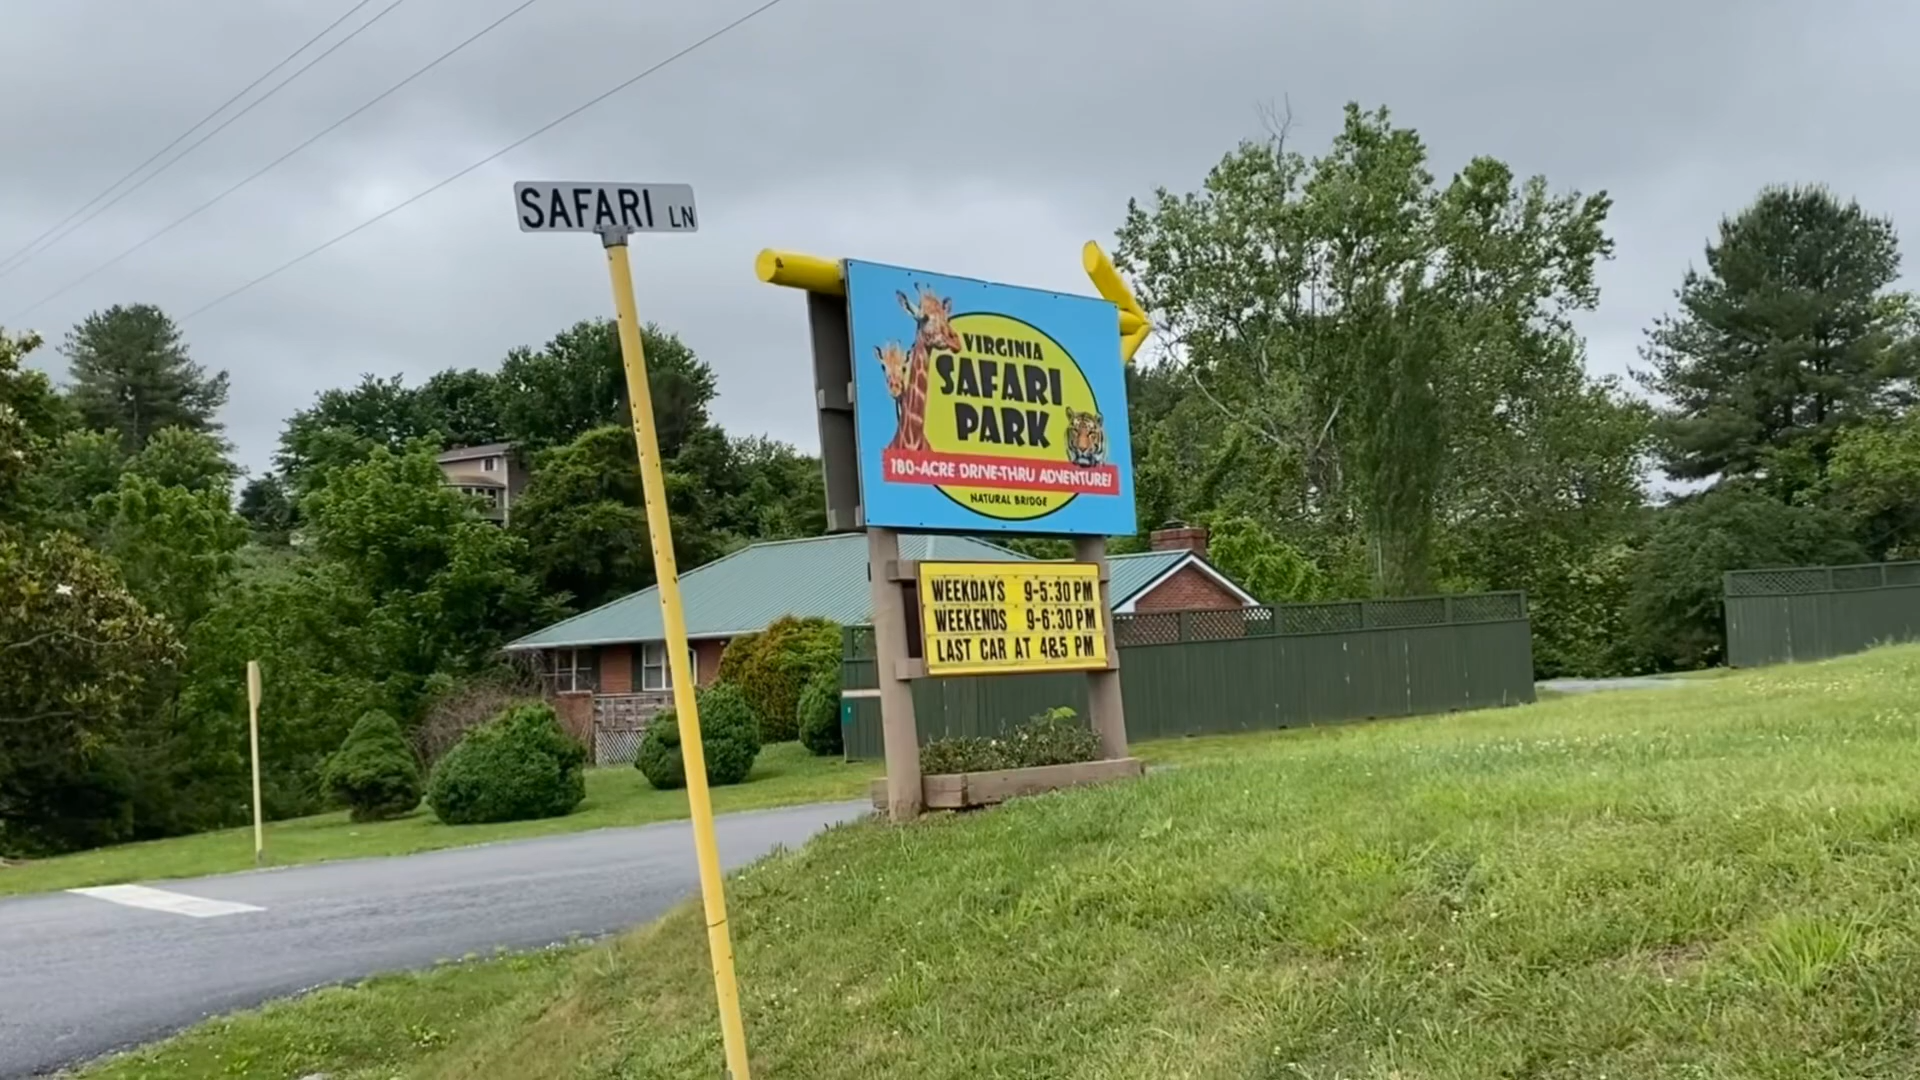 SAFARI LN
VIRGINIA
SAFARI
PARK
180-ACRE DRIVE-THRU ADVENTURE!
NATURAL BRIDGE
WEEKDAYS 9-5:30 PM
WEEKENDS 9-6:30 PM
LAST CAR AT 4&5 PM